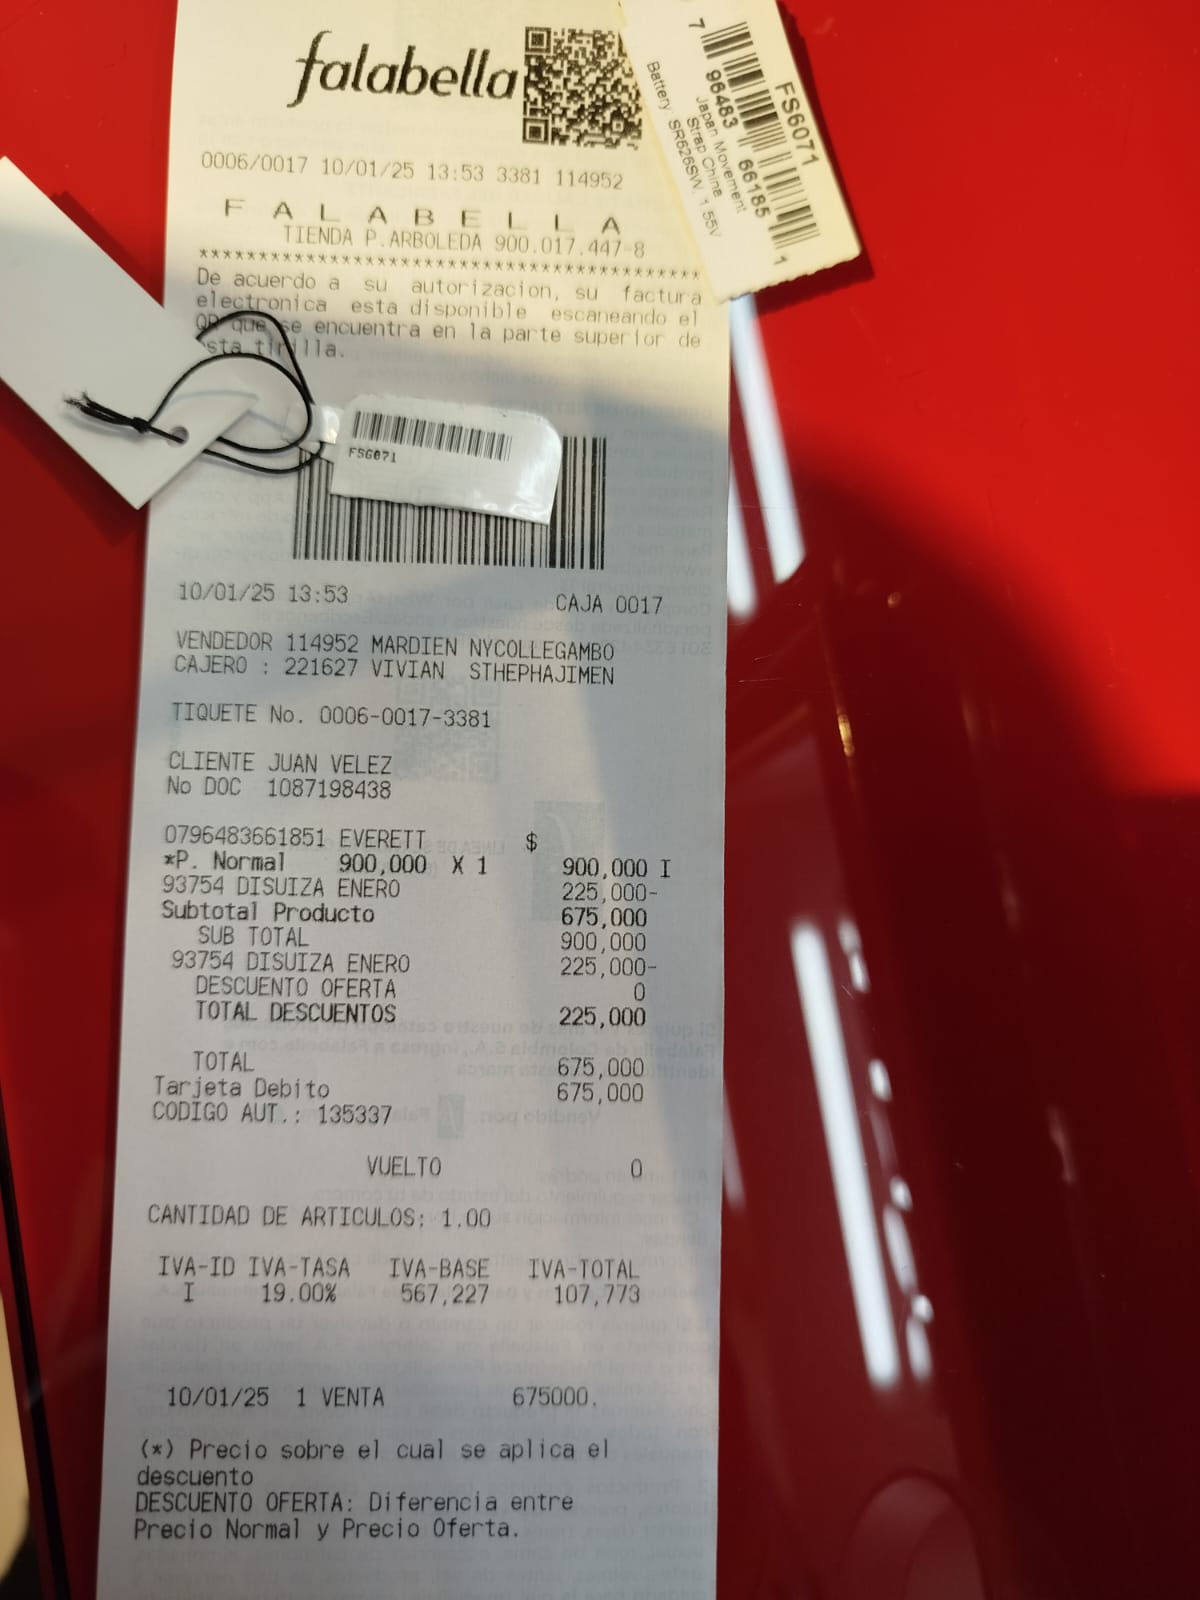 falabella
0006/0017 10/01/25 13:53 3381 114952
F A L A B E L L A
TIENDA P.ARBOLEDA 900.017.447-8
******************************************
De acuerdo a su autorizacion, su factura
electronica esta disponible escaneando el
QR que se encuentra en la parte superior de
esta tirilla.
FS6071
7 96483 66185 1
Japan Movement
Strap China
Battery SR626SW, 1.55V
FS6071
10/01/25 13:53 CAJA 0017
VENDEDOR 114952 MARDIEN NYCOLLEGAMBO
CAJERO : 221627 VIVIAN STHEPHAJIMEN
TIQUETE No. 0006-0017-3381
CLIENTE JUAN VELEZ
No DOC 1087198438
0796483661851 EVERETT $
*P. Normal 900,000 X 1 900,000 I
93754 DISUIZA ENERO 225,000-
Subtotal Producto 675,000
SUB TOTAL 900,000
93754 DISUIZA ENERO 225,000-
DESCUENTO OFERTA 0
TOTAL DESCUENTOS 225,000
TOTAL 675,000
Tarjeta Debito 675,000
CODIGO AUT.: 135337
VUELTO 0
CANTIDAD DE ARTICULOS: 1.00
IVA-ID IVA-TASA IVA-BASE IVA-TOTAL
I 19.00% 567,227 107,773
10/01/25 1 VENTA 675000.
(*) Precio sobre el cual se aplica el
descuento
DESCUENTO OFERTA: Diferencia entre
Precio Normal y Precio Oferta.